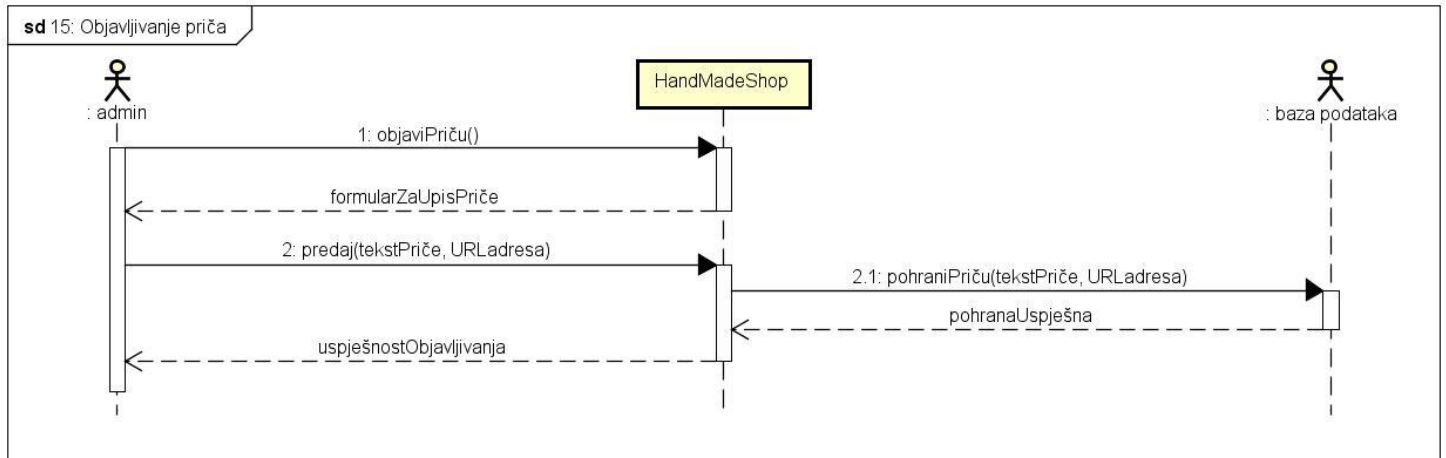 sd 15: Objavljivanje priča
: admin
HandMadeShop
: baza podataka
1: objaviPriču()
formularZaUpisPriče
2: predaj(tekstPriče, URLadresa)
2.1: pohraniPriču(tekstPriče, URLadresa)
pohranaUspješna
uspješnostObjavljivanja